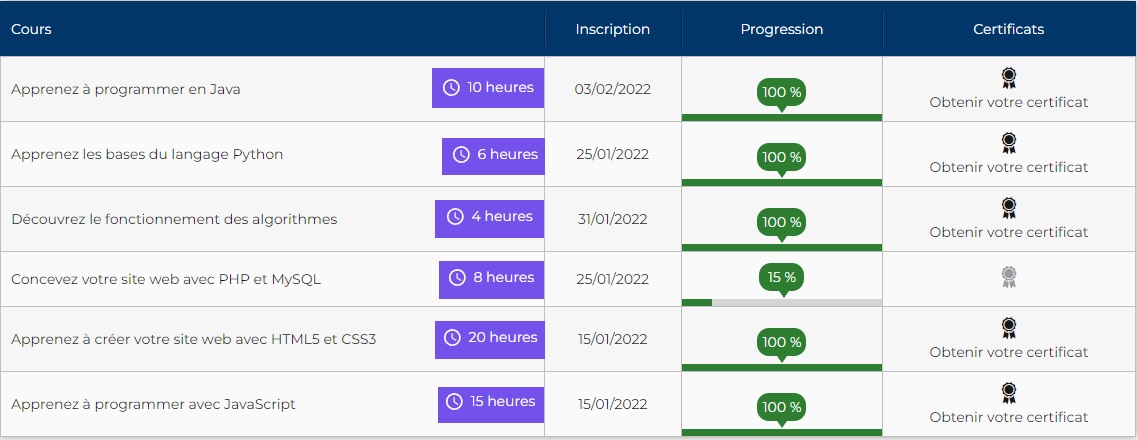 Cours Inscription Progression Certificats
Apprenez à programmer en Java 10 heures 03/02/2022 100 % Obtenir votre certificat
Apprenez les bases du langage Python 6 heures 25/01/2022 100 % Obtenir votre certificat
Découvrez le fonctionnement des algorithmes 4 heures 31/01/2022 100 % Obtenir votre certificat
Concevez votre site web avec PHP et MySQL 8 heures 25/01/2022 15 %
Apprenez à créer votre site web avec HTML5 et CSS3 20 heures 15/01/2022 100 % Obtenir votre certificat
Apprenez à programmer avec JavaScript 15 heures 15/01/2022 100 % Obtenir votre certificat